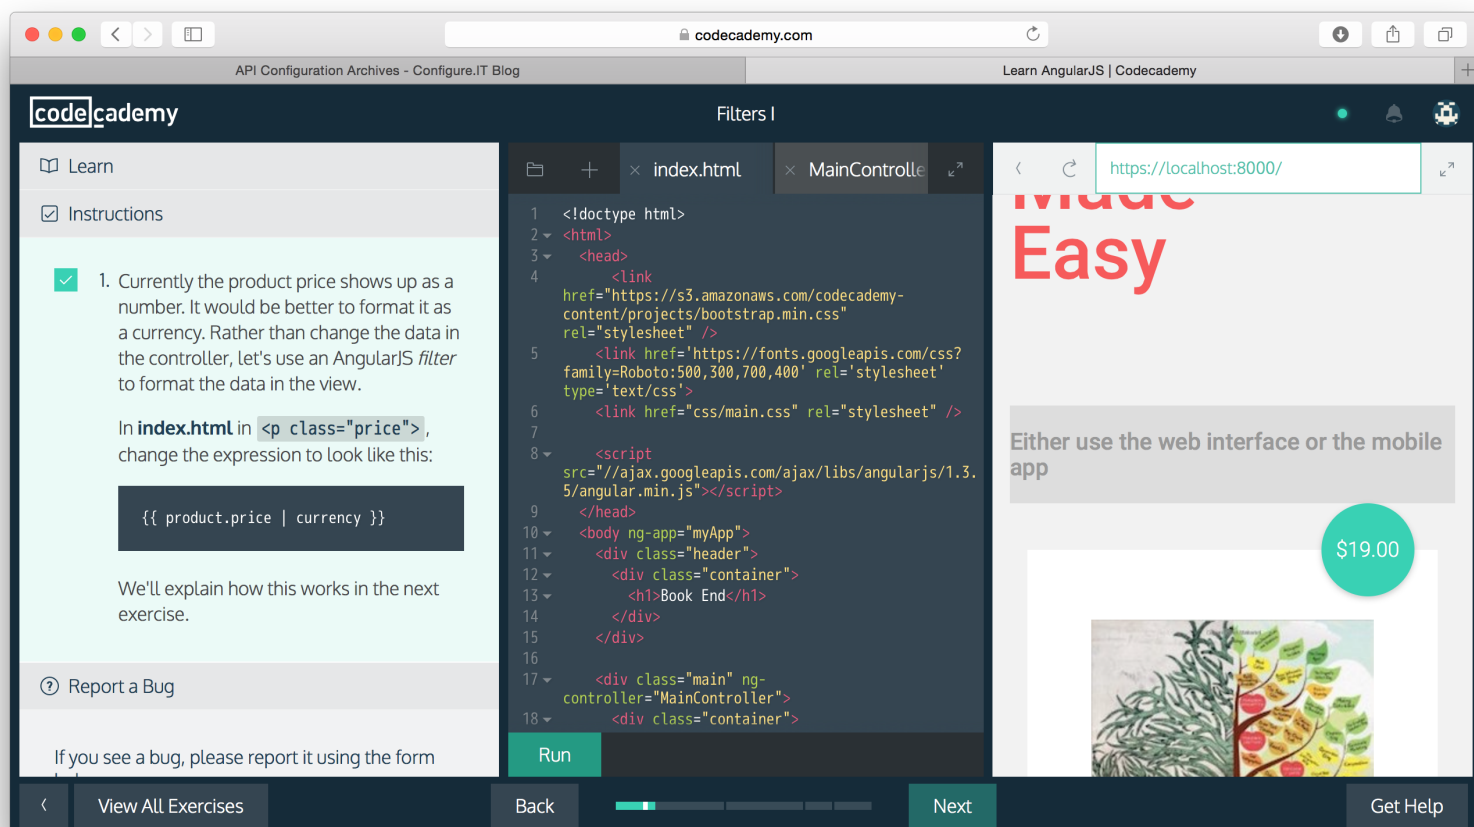 codecademy.com
API Configuration Archives - Configure.IT Blog
Learn AngularJS | Codecademy
codecademy
Filters I
Learn
Instructions
1. Currently the product price shows up as a
number. It would be better to format it as
a currency. Rather than change the data in
the controller, let's use an AngularJS filter
to format the data in the view.
In index.html in <p class="price">,
change the expression to look like this:
{{ product.price | currency }}
We'll explain how this works in the next
exercise.
Report a Bug
If you see a bug, please report it using the form
index.html
MainControlle
1 <!doctype html>
2 <html>
3 <head>
4 <link
href="https://s3.amazonaws.com/codecademy-
content/projects/bootstrap.min.css"
rel="stylesheet" />
5 <link href='https://fonts.googleapis.com/css?
family=Roboto:500,300,700,400' rel='stylesheet'
type='text/css'>
6 <link href="css/main.css" rel="stylesheet" />
7
8 <script
src="//ajax.googleapis.com/ajax/libs/angularjs/1.3.
5/angular.min.js"></script>
9 </head>
10 <body ng-app="myApp">
11 <div class="header">
12 <div class="container">
13 <h1>Book End</h1>
14 </div>
15 </div>
16
17 <div class="main" ng-
controller="MainController">
18 <div class="container">
Run
https://localhost:8000/
Made
Easy
Either use the web interface or the mobile
app
$19.00
View All Exercises
Back
Next
Get Help